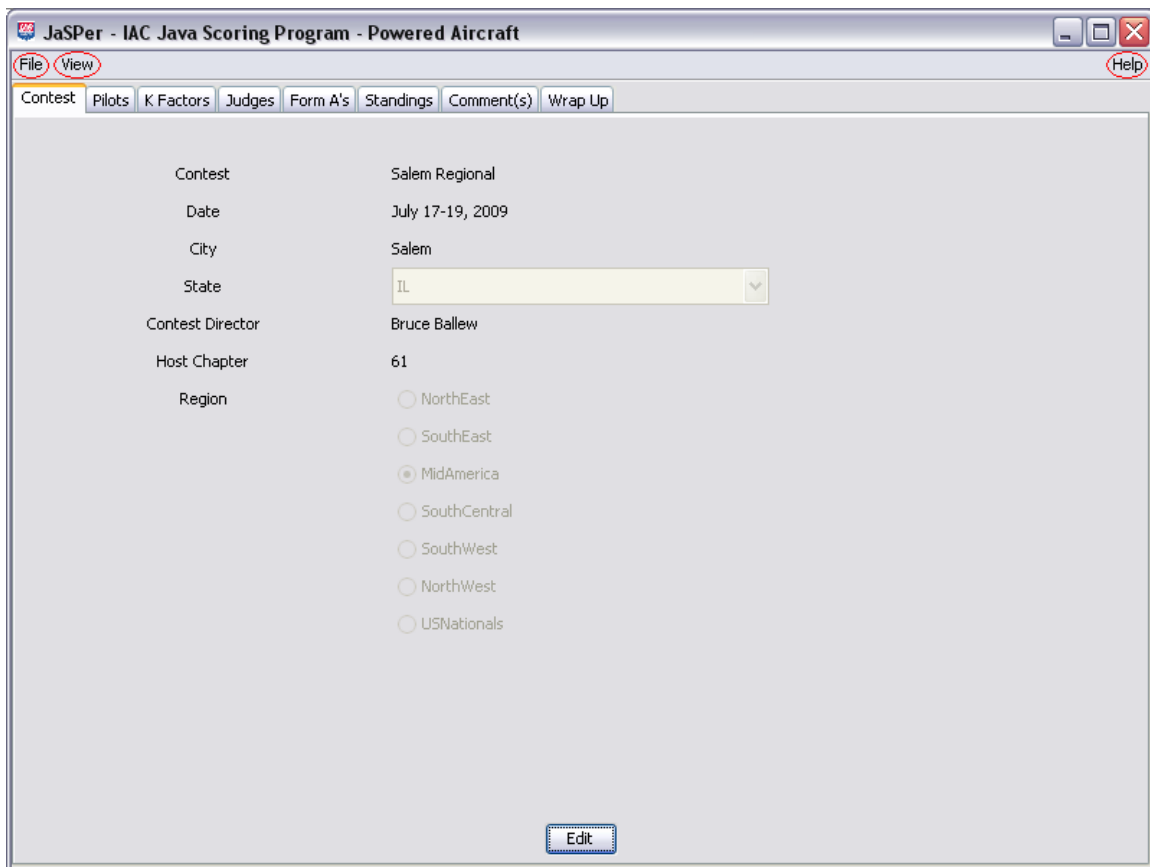 JaSPer - IAC Java Scoring Program - Powered Aircraft
File View Help
Contest Pilots K Factors Judges Form A's Standings Comment(s) Wrap Up
Contest Salem Regional
Date July 17-19, 2009
City Salem
State IL
Contest Director Bruce Ballew
Host Chapter 61
Region NorthEast
SouthEast
MidAmerica
SouthCentral
SouthWest
NorthWest
USNationals
Edit